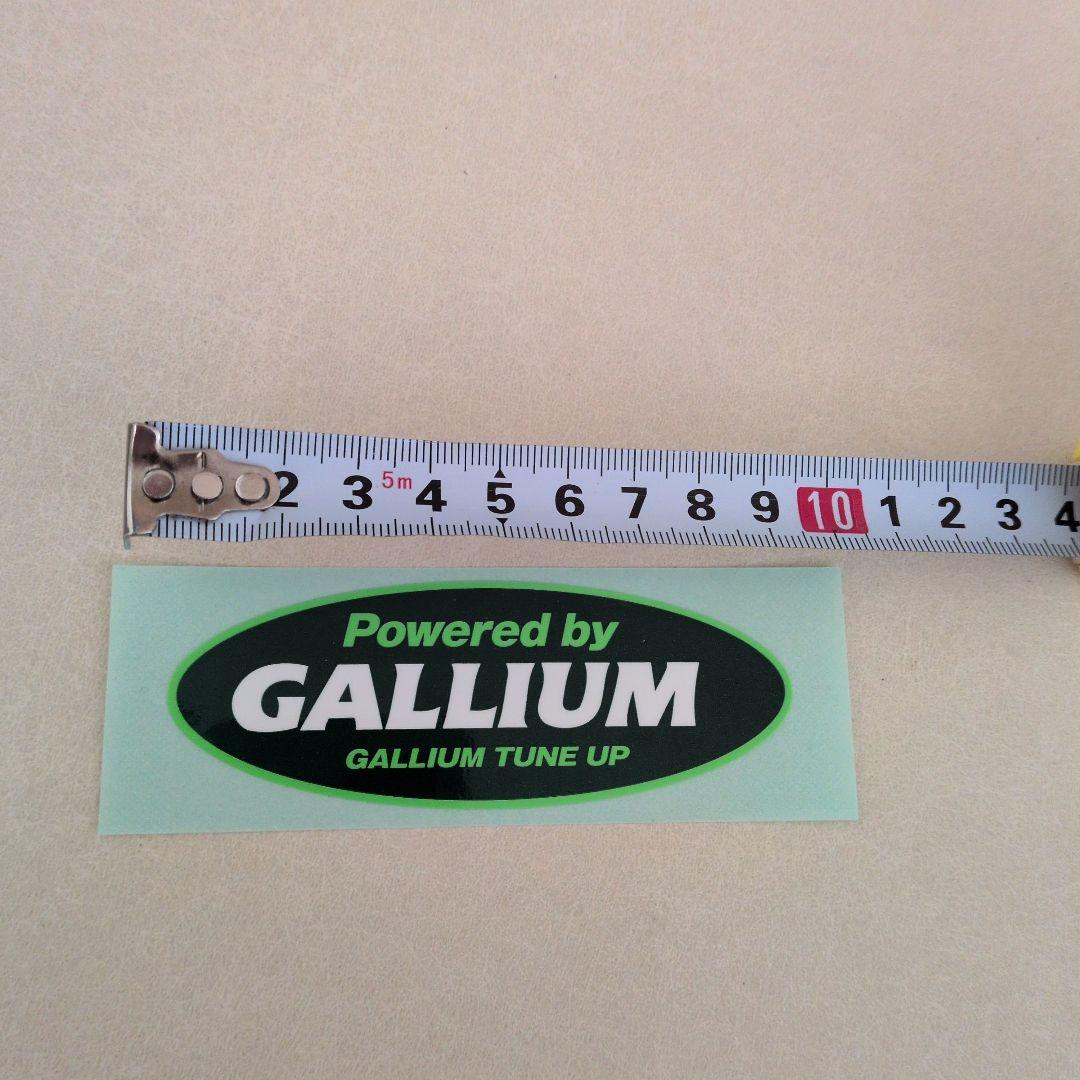 2 3 5m 4 5 6 7 8 9 10 1 2 3 4
Powered by
GALLIUM
GALLIUM TUNE UP